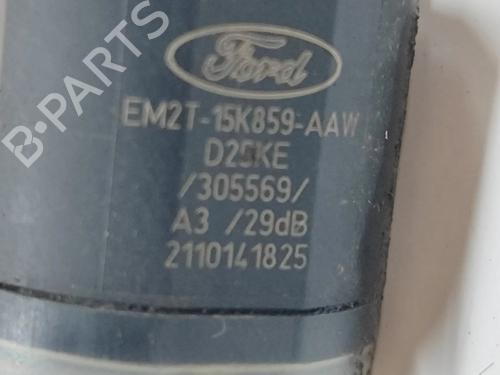 B-PARTS
Ford
EM2T-15K859-AAW
D25KE
/305569/
A3 /29dB
2110141825